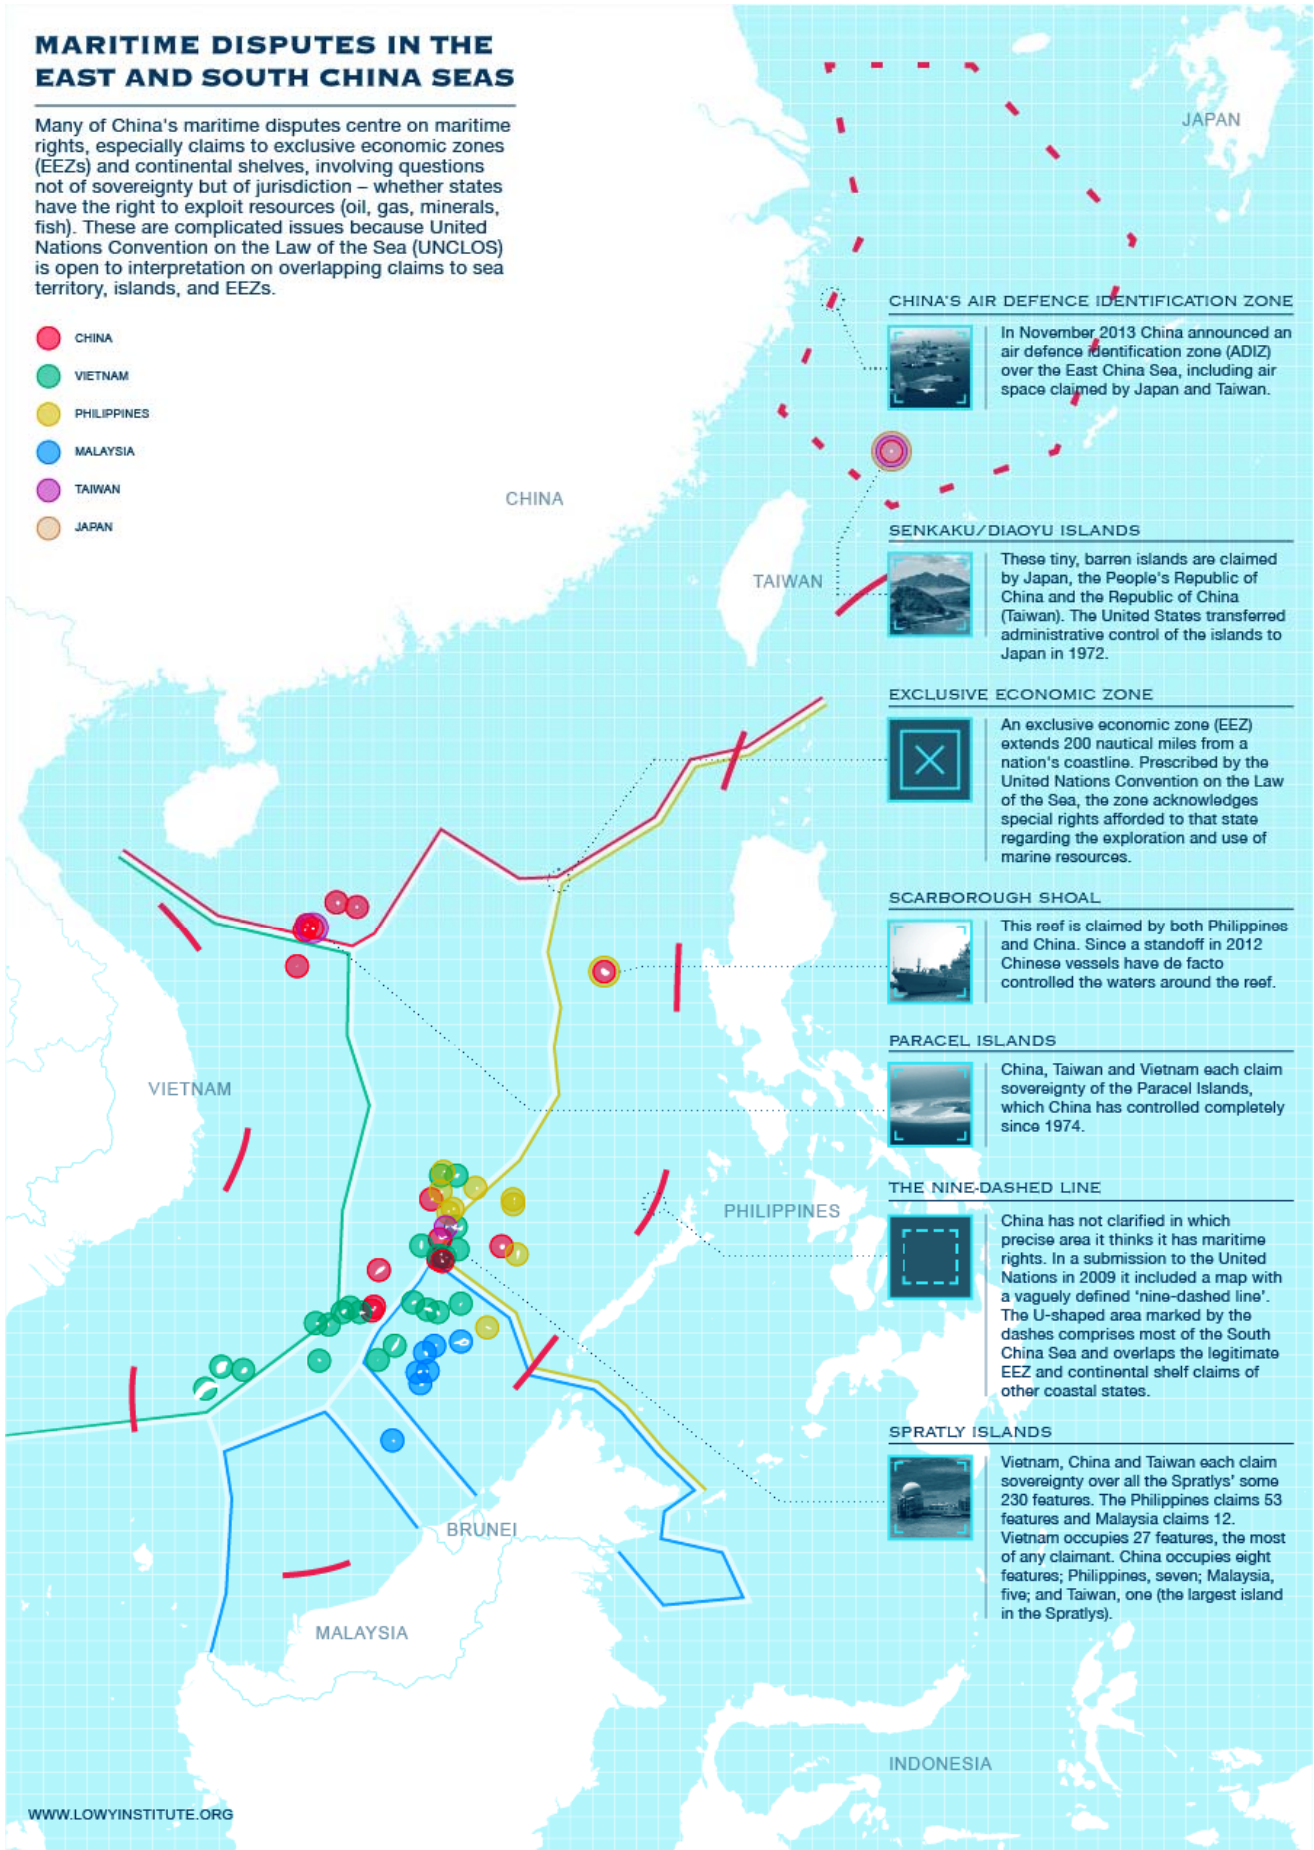 MARITIME DISPUTES IN THE
EAST AND SOUTH CHINA SEAS
Many of China's maritime disputes centre on maritime
rights, especially claims to exclusive economic zones
(EEZs) and continental shelves, involving questions
not of sovereignty but of jurisdiction – whether states
have the right to exploit resources (oil, gas, minerals,
fish). These are complicated issues because United
Nations Convention on the Law of the Sea (UNCLOS)
is open to interpretation on overlapping claims to sea
territory, islands, and EEZs.
CHINA
VIETNAM
PHILIPPINES
MALAYSIA
TAIWAN
JAPAN
JAPAN
CHINA
TAIWAN
VIETNAM
PHILIPPINES
BRUNEI
MALAYSIA
INDONESIA
CHINA'S AIR DEFENCE IDENTIFICATION ZONE
In November 2013 China announced an
air defence identification zone (ADIZ)
over the East China Sea, including air
space claimed by Japan and Taiwan.
SENKAKU/DIAOYU ISLANDS
These tiny, barren islands are claimed
by Japan, the People's Republic of
China and the Republic of China
(Taiwan). The United States transferred
administrative control of the islands to
Japan in 1972.
EXCLUSIVE ECONOMIC ZONE
An exclusive economic zone (EEZ)
extends 200 nautical miles from a
nation's coastline. Prescribed by the
United Nations Convention on the Law
of the Sea, the zone acknowledges
special rights afforded to that state
regarding the exploration and use of
marine resources.
SCARBOROUGH SHOAL
This reef is claimed by both Philippines
and China. Since a standoff in 2012
Chinese vessels have de facto
controlled the waters around the reef.
PARACEL ISLANDS
China, Taiwan and Vietnam each claim
sovereignty of the Paracel Islands,
which China has controlled completely
since 1974.
THE NINE-DASHED LINE
China has not clarified in which
precise area it thinks it has maritime
rights. In a submission to the United
Nations in 2009 it included a map with
a vaguely defined 'nine-dashed line'.
The U-shaped area marked by the
dashes comprises most of the South
China Sea and overlaps the legitimate
EEZ and continental shelf claims of
other coastal states.
SPRATLY ISLANDS
Vietnam, China and Taiwan each claim
sovereignty over all the Spratlys' some
230 features. The Philippines claims 53
features and Malaysia claims 12.
Vietnam occupies 27 features, the most
of any claimant. China occupies eight
features; Philippines, seven; Malaysia,
five; and Taiwan, one (the largest island
in the Spratlys).
WWW.LOWYINSTITUTE.ORG